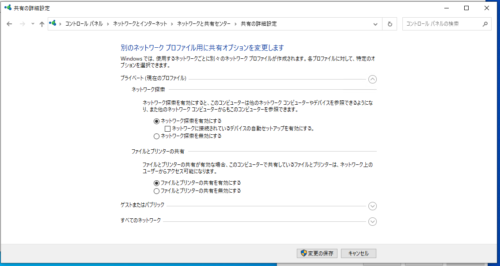 共有の詳細設定
コントロール パネル > ネットワークとインターネット > ネットワークと共有センター > 共有の詳細設定
コントロール パネルの検索
別のネットワーク プロファイル用に共有オプションを変更します
Windows では、使用するネットワークごとに別々のネットワーク プロファイルが作成されます。各プロファイルに対して、特定のオ
プションを選択できます。
プライベート (現在のプロファイル)
ネットワーク探索
ネットワーク探索を有効にすると、このコンピューターは他のネットワーク コンピューターやデバイスを参照できるようにな
り、また他のネットワーク コンピューターからもこのコンピューターを参照できます。
ネットワーク探索を有効にする
ネットワークに接続されているデバイスの自動セットアップを有効にする。
ネットワーク探索を無効にする
ファイルとプリンターの共有
ファイルとプリンターの共有が有効な場合、このコンピューターで共有しているファイルとプリンターは、ネットワーク上の
ユーザーからアクセス可能になります。
ファイルとプリンターの共有を有効にする
ファイルとプリンターの共有を無効にする
ゲストまたはパブリック
すべてのネットワーク
変更の保存
キャンセル